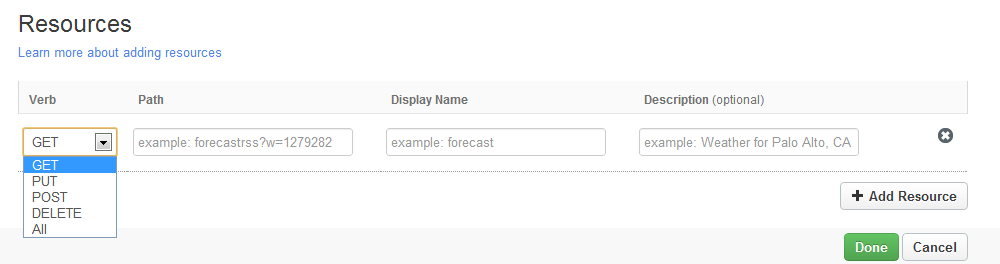 Resources
Learn more about adding resources
Verb Path Display Name Description (optional)
GET example: forecastrss?w=1279282 example: forecast example: Weather for Palo Alto, CA
GET
PUT
POST
DELETE
All
Add Resource
Done Cancel